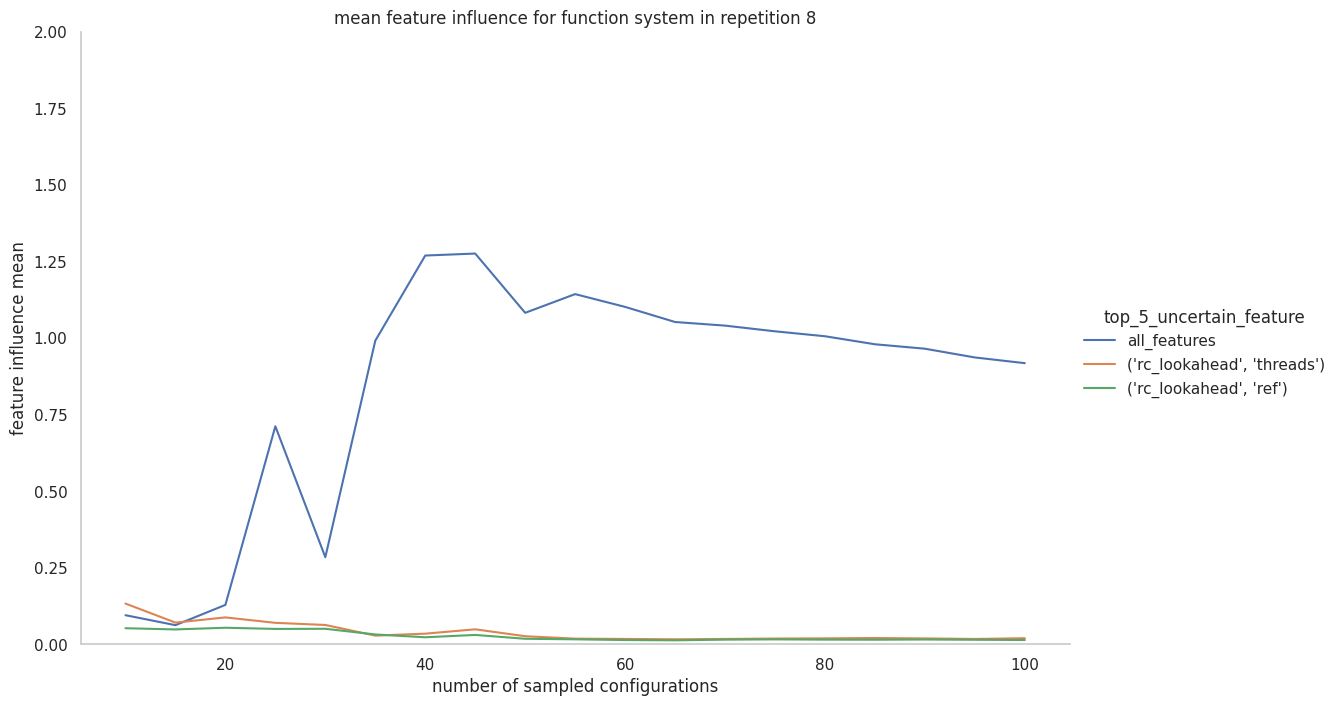 mean feature influence for function system in repetition 8
2.00
1.75
1.50
1.25
1.00
0.75
0.50
0.25
0.00
feature influence mean
20
40
60
80
100
number of sampled configurations
top_5_uncertain_feature
all_features
('rc_lookahead', 'threads')
('rc_lookahead', 'ref')